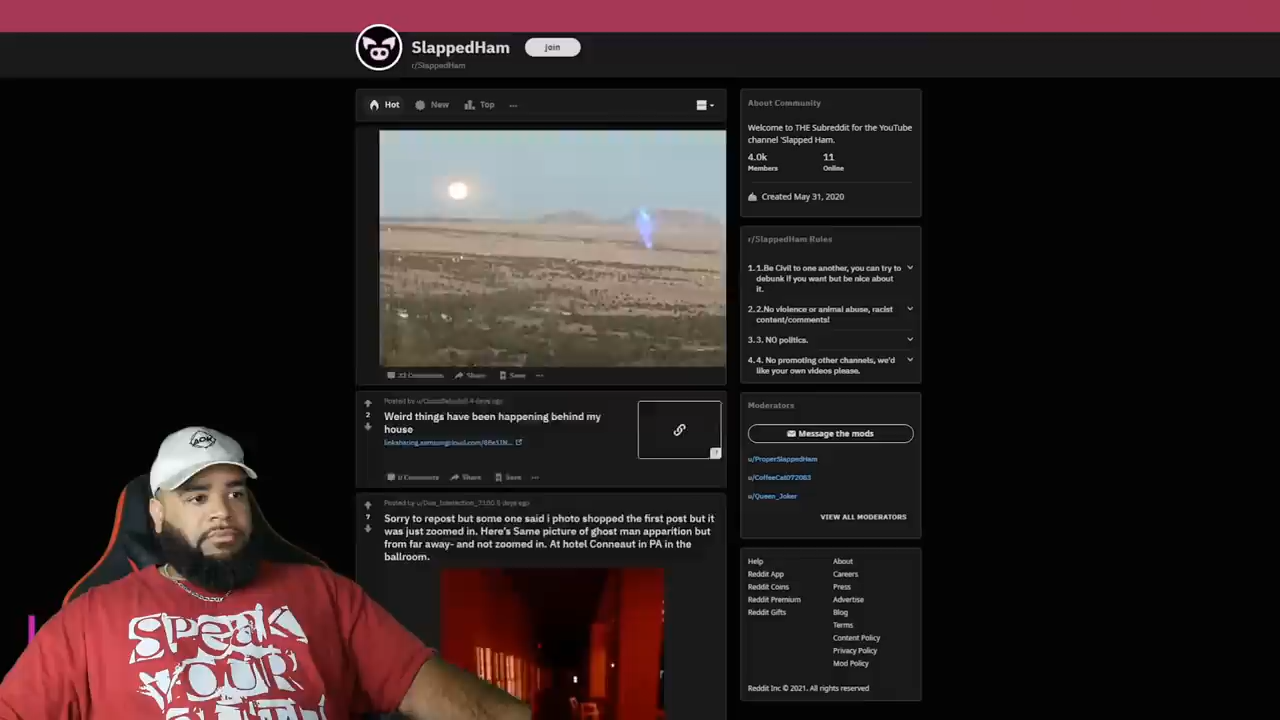 SlappedHam
Join
r/SlappedHam
Hot
New
Top
About Community
Welcome to THE Subreddit for the YouTube
channel 'Slapped Ham.
4.0k
11
Members
Online
Created May 31, 2020
r/SlappedHam Rules
1. 1.Be Civil to one another, you can try to
debunk if you want but be nice about
it.
2. 2.No violence or animal abuse, racist
content/comments!
3. 3. NO politics.
4. 4. No promoting other channels, we'd
like your own videos please.
Share
Save
2
Weird things have been happening behind my
house
0 Comments
Share
Save
7
Sorry to repost but some one said i photo shopped the first post but it
was just zoomed in. Here's Same picture of ghost man apparition but
from far away- and not zoomed in. At hotel Conneaut in PA in the
ballroom.
Moderators
Message the mods
u/ProperSlappedHam
u/CoffeeCat072083
u/Queen_Joker
VIEW ALL MODERATORS
Help
About
Reddit App
Careers
Reddit Coins
Press
Reddit Premium
Advertise
Reddit Gifts
Blog
Terms
Content Policy
Privacy Policy
Mod Policy
Reddit Inc © 2021. All rights reserved
AOK
SPEAK
YOUR